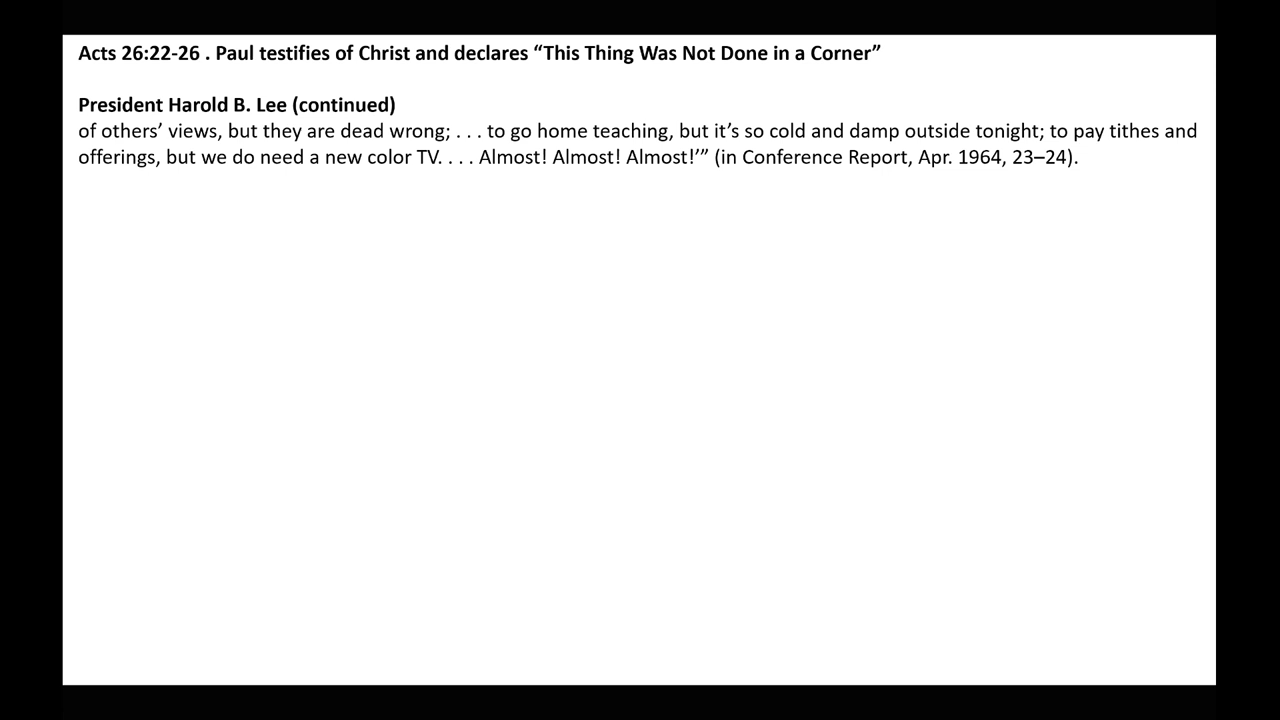 Acts 26:22-26 . Paul testifies of Christ and declares “This Thing Was Not Done in a Corner”
President Harold B. Lee (continued)
of others’ views, but they are dead wrong; . . . to go home teaching, but it’s so cold and damp outside tonight; to pay tithes and
offerings, but we do need a new color TV. . . . Almost! Almost! Almost!’” (in Conference Report, Apr. 1964, 23–24).